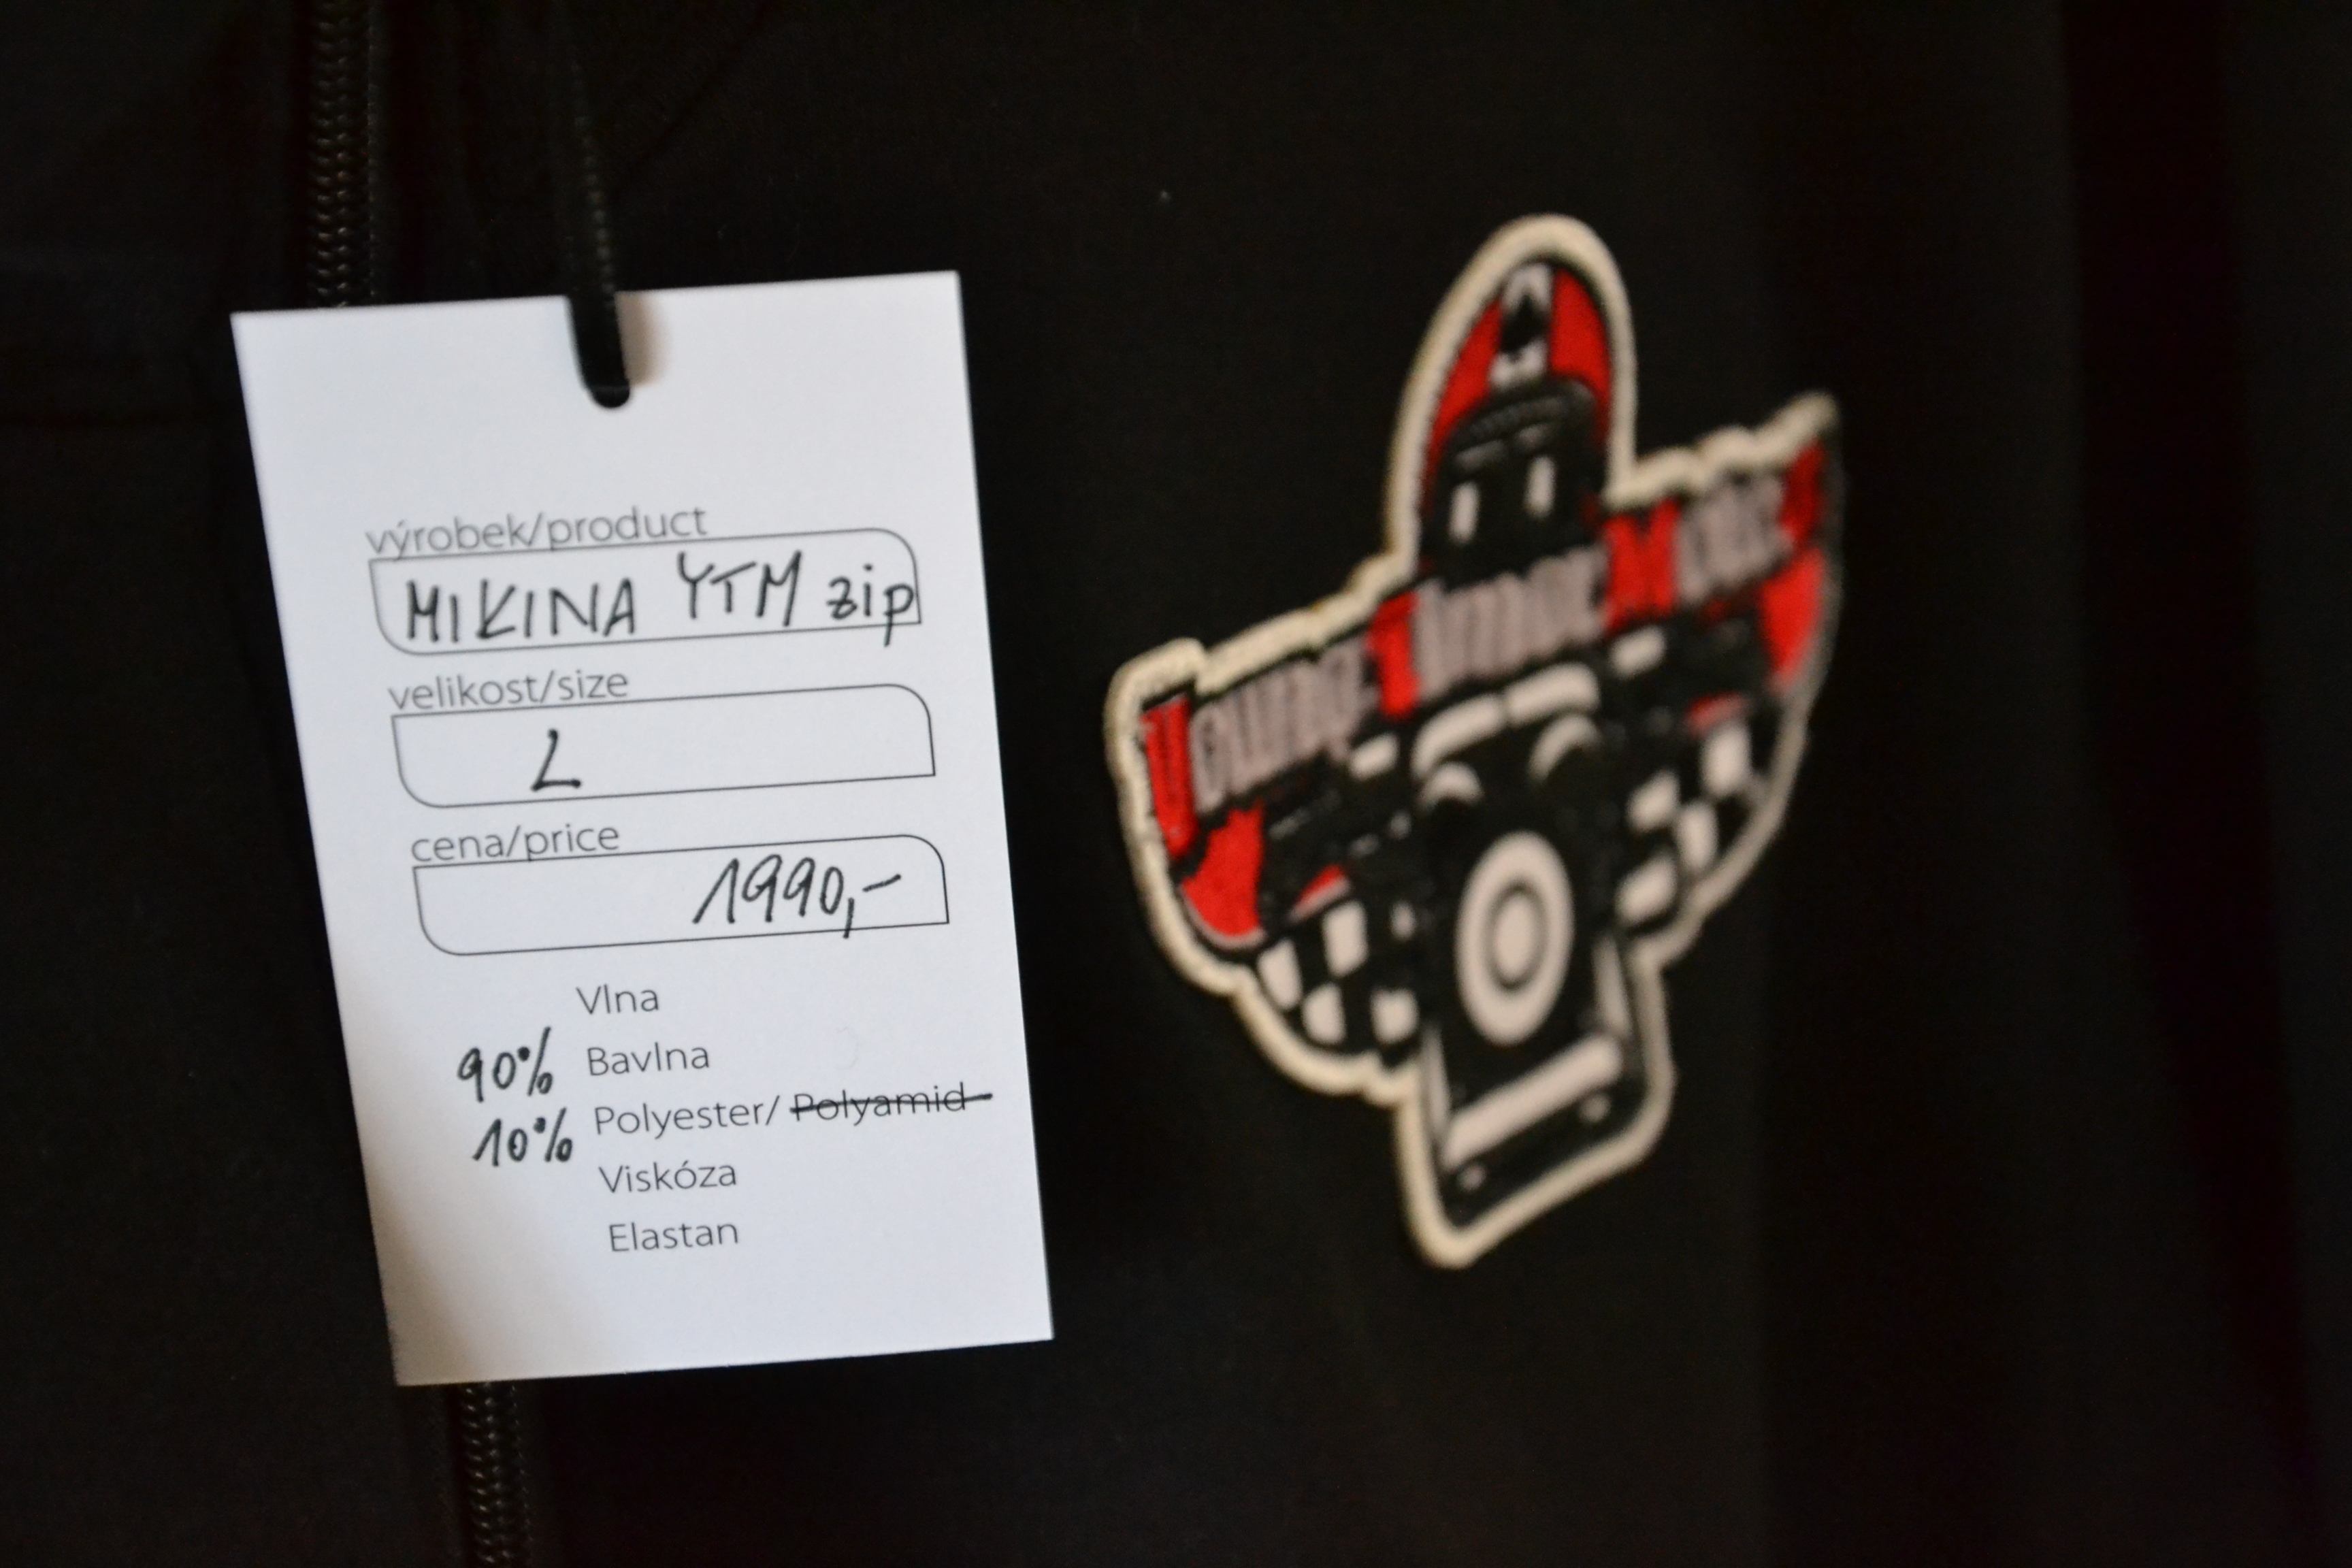 výrobek/product
MIKINA YTM zip
velikost/size
L
cena/price
1990,-
Vlna
90% Bavlna
10% Polyester/ Polyamid
Viskóza
Elastan